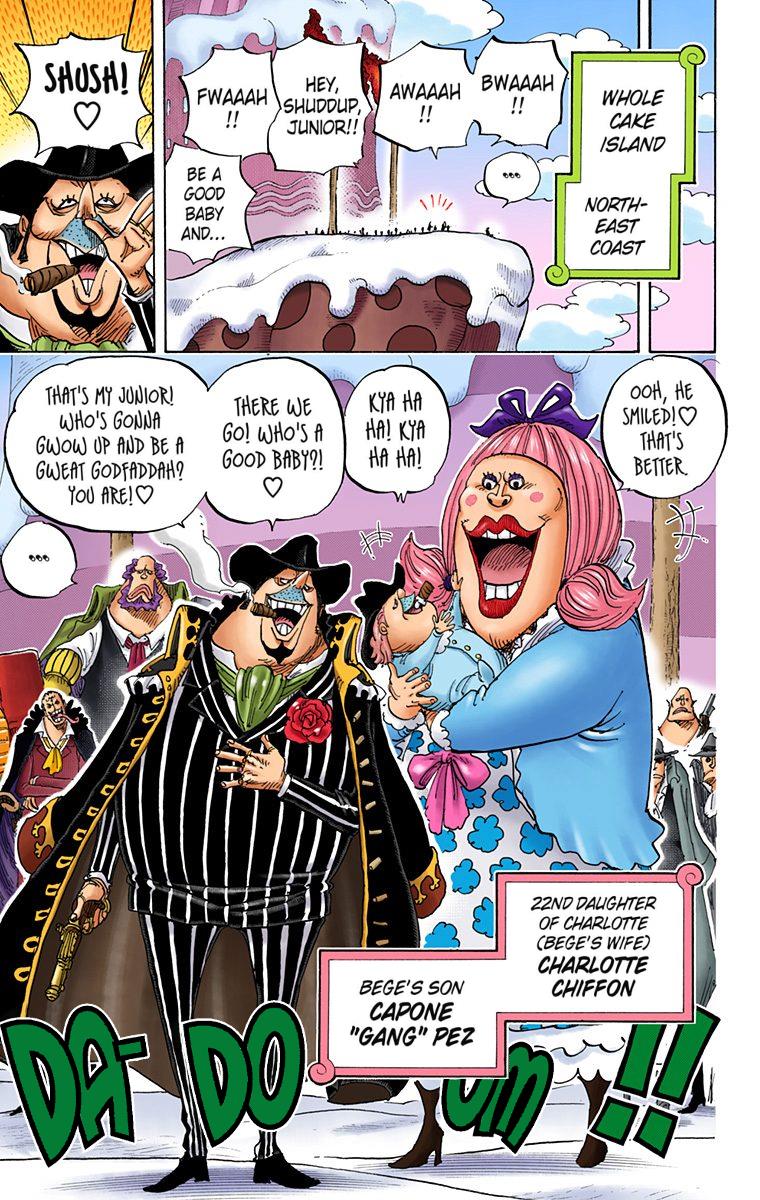 WHOLE
CAKE
ISLAND
NORTH-
EAST
COAST
BWAAAH
!!
AWAAAH
!!
...
HEY,
SHUDDUP,
JUNIOR!!
FWAAAH
!!
BE A
GOOD
BABY
AND...
SHUSH!
♡
OOH, HE
SMILED!♡
THAT'S
BETTER.
KYA HA
HA! KYA
HA HA!
THERE WE
GO! WHO'S A
GOOD BABY?!
♡
THAT'S MY JUNIOR!
WHO'S GONNA
GWOW UP AND BE A
GWEAT GODFADDAH?
YOU ARE!♡
...
22ND DAUGHTER
OF CHARLOTTE
(BEGE'S WIFE)
CHARLOTTE
CHIFFON
BEGE'S SON
CAPONE
"GANG" PEZ
DA-DOOM!!